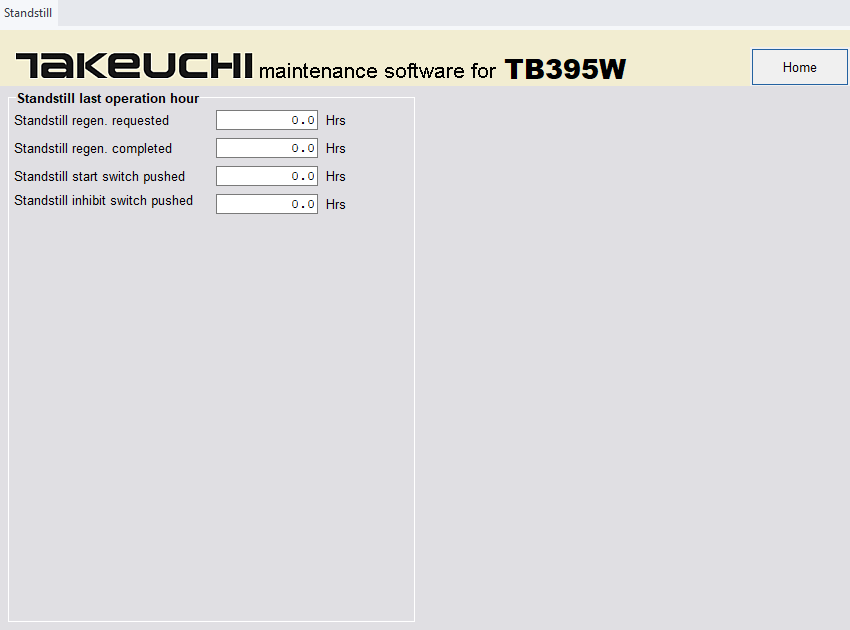 Standstill
TAKEUCHI maintenance software for TB395W
Home
Standstill last operation hour
Standstill regen. requested 0.0 Hrs
Standstill regen. completed 0.0 Hrs
Standstill start switch pushed 0.0 Hrs
Standstill inhibit switch pushed 0.0 Hrs